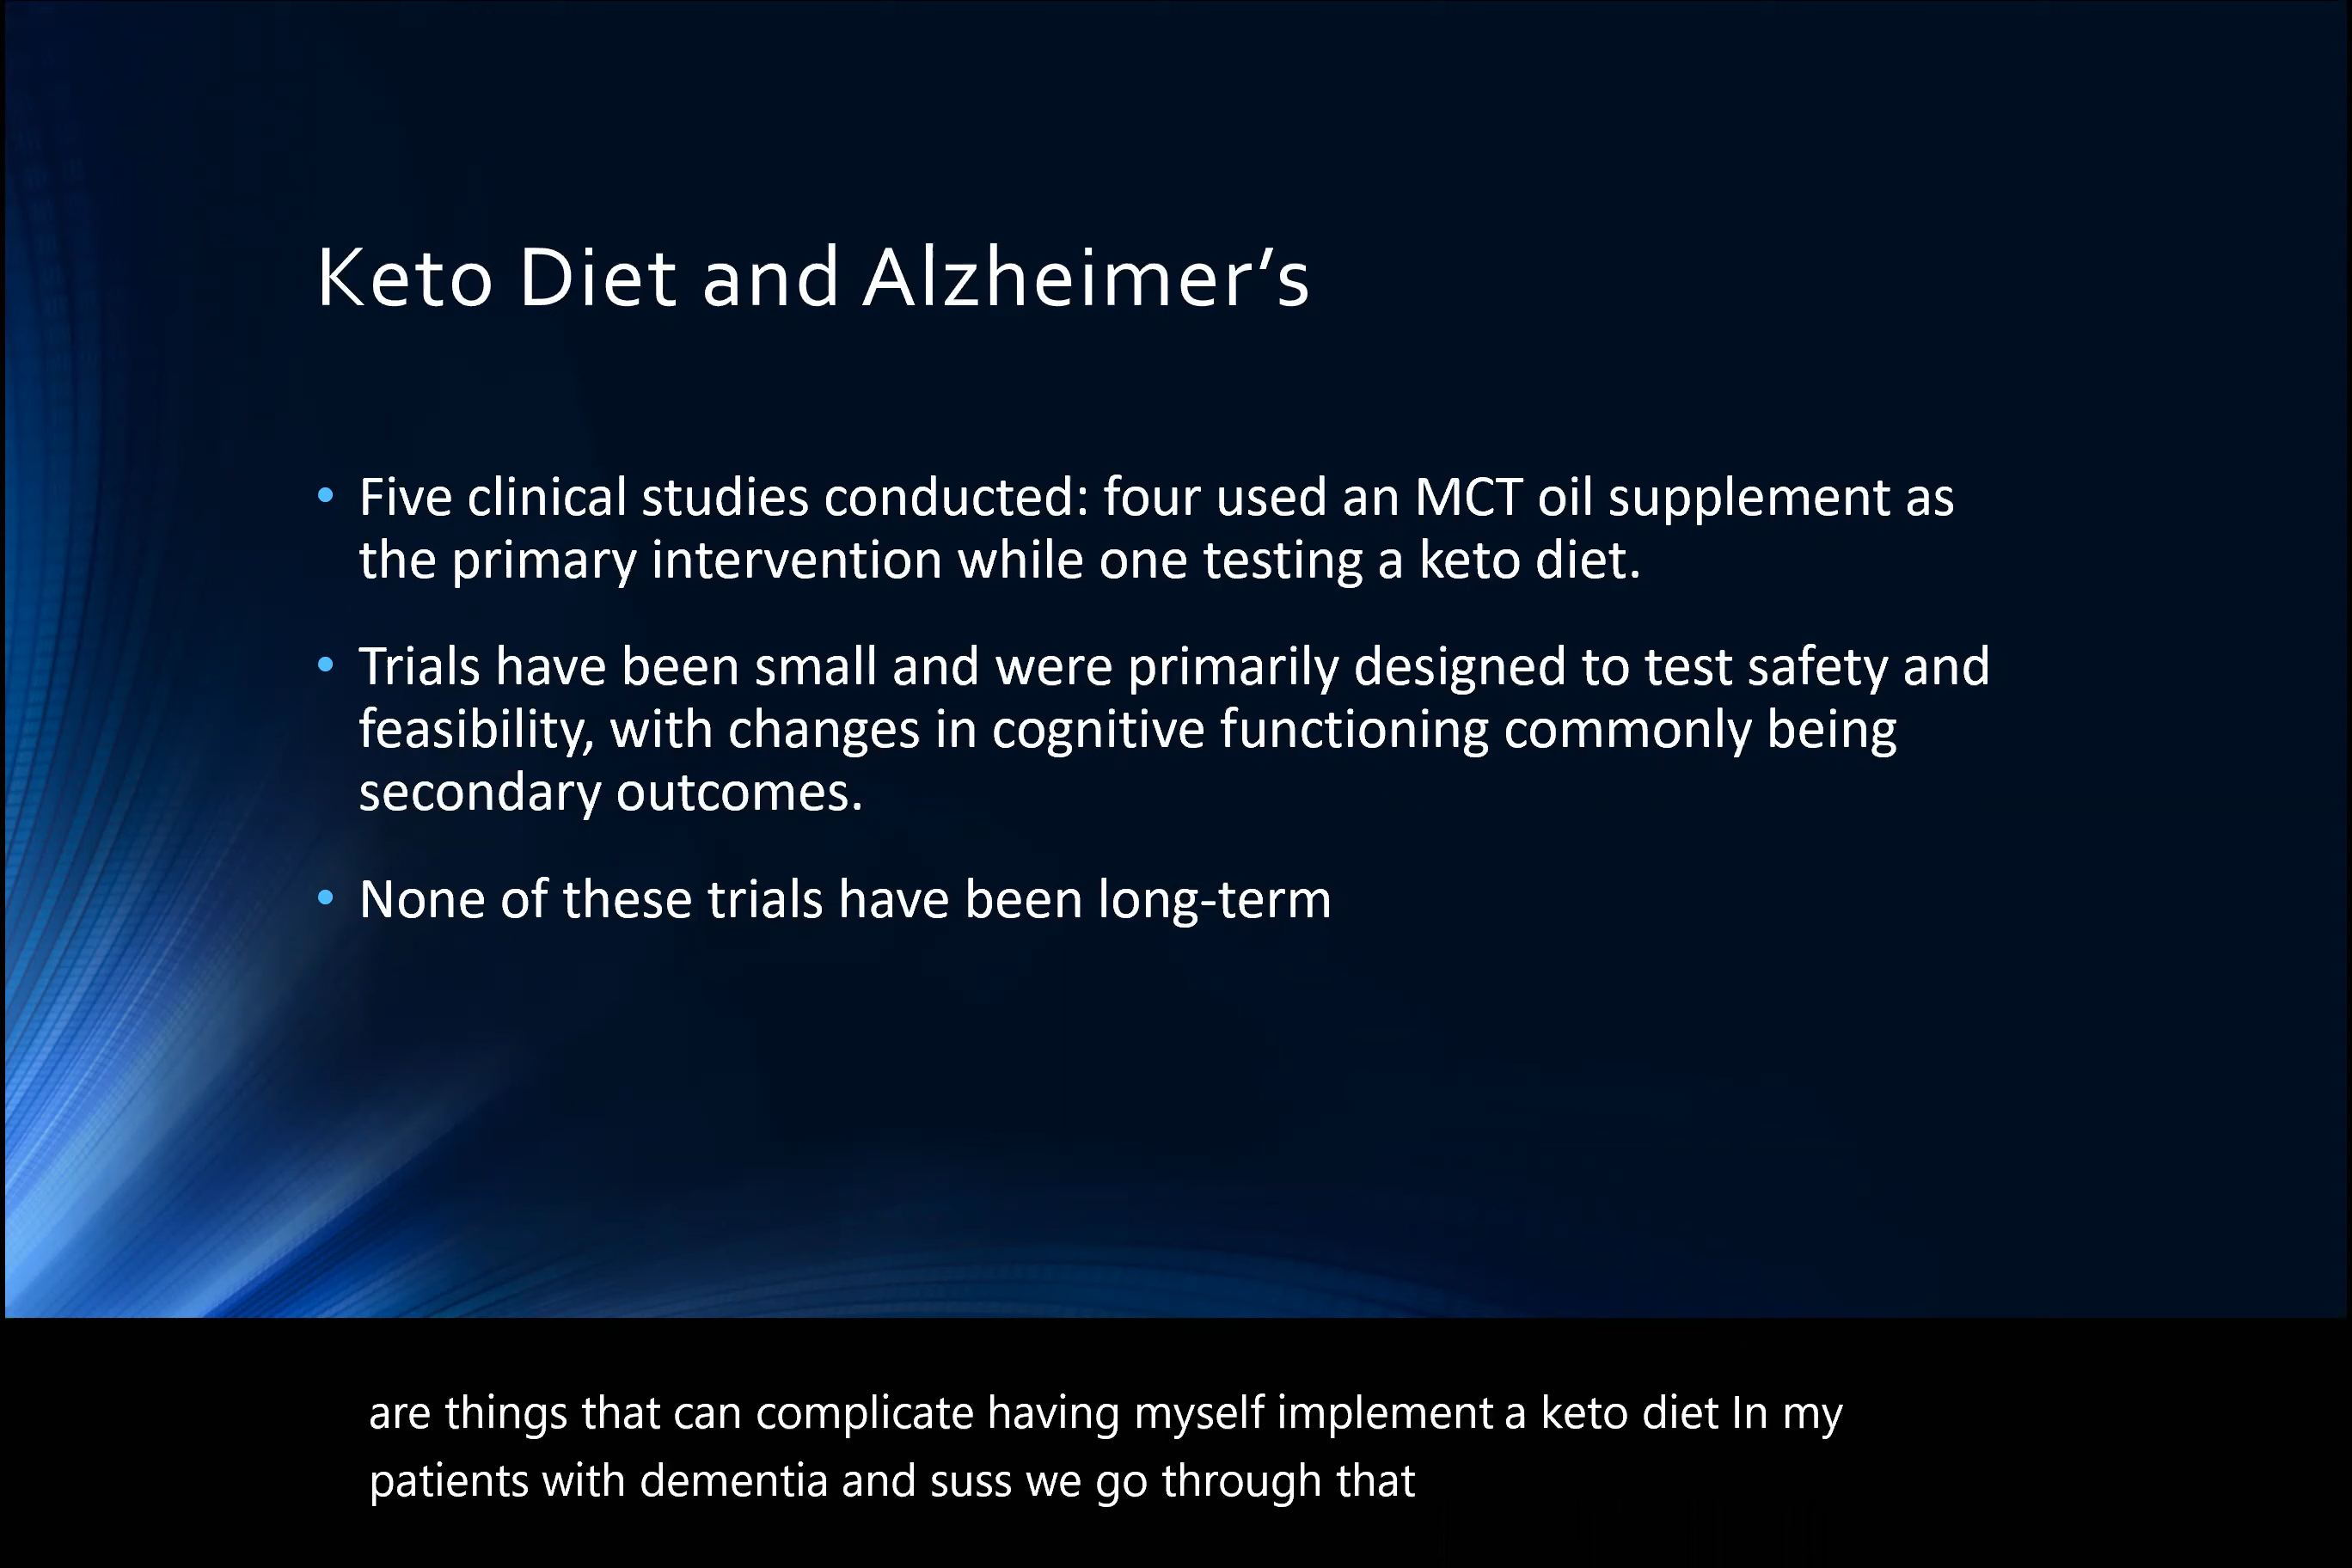 Keto Diet and Alzheimer’s
• Five clinical studies conducted: four used an MCT oil supplement as
the primary intervention while one testing a keto diet.
• Trials have been small and were primarily designed to test safety and
feasibility, with changes in cognitive functioning commonly being
secondary outcomes.
• None of these trials have been long-term
are things that can complicate having myself implement a keto diet In my
patients with dementia and suss we go through that